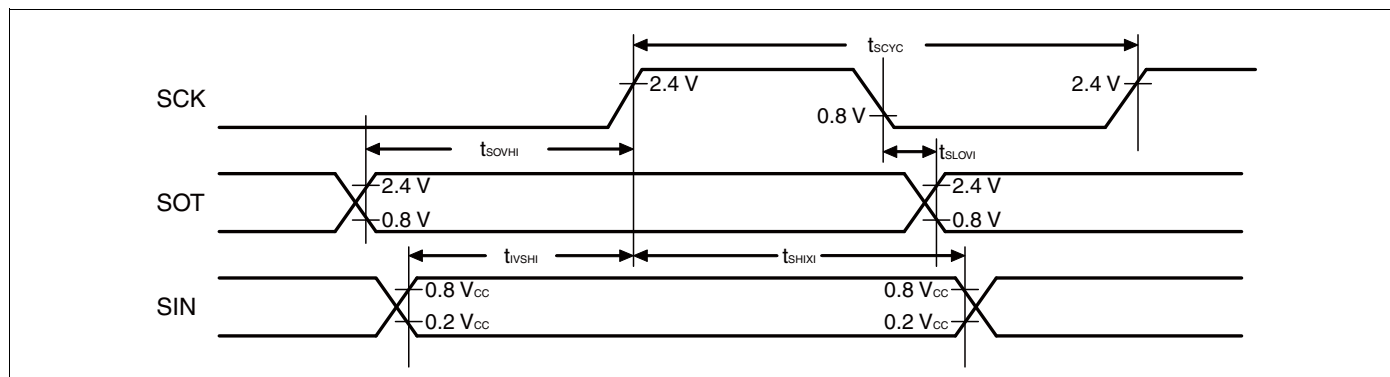 tSCYC
SCK
2.4 V
2.4 V
0.8 V
tSOVHI
tSLOVI
SOT
2.4 V
2.4 V
0.8 V
0.8 V
tIVSHI
tSHIXI
SIN
0.8 VCC
0.8 VCC
0.2 VCC
0.2 VCC